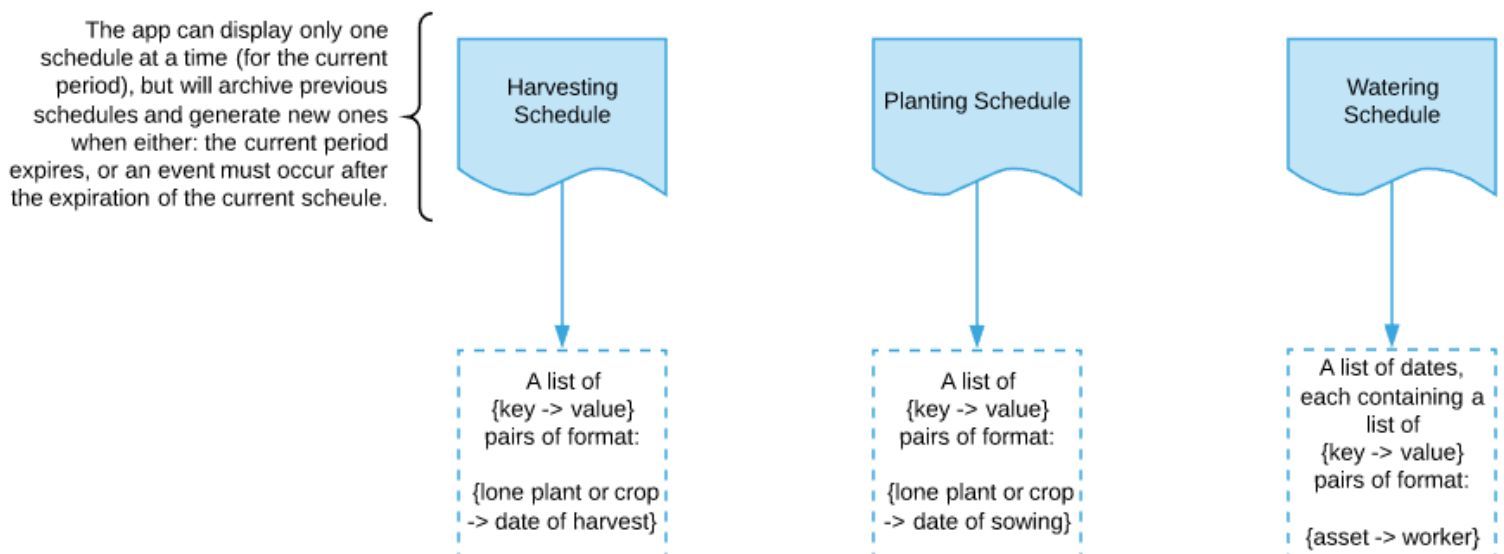 The app can display only one
schedule at a time (for the current
period), but will archive previous
schedules and generate new ones
when either: the current period
expires, or an event must occur after
the expiration of the current scheule.
Harvesting
Schedule
Planting Schedule
Watering
Schedule
A list of
{key -> value}
pairs of format:
{lone plant or crop
-> date of harvest}
A list of
{key -> value}
pairs of format:
{lone plant or crop
-> date of sowing}
A list of dates,
each containing a
list of
{key -> value}
pairs of format:
{asset -> worker}